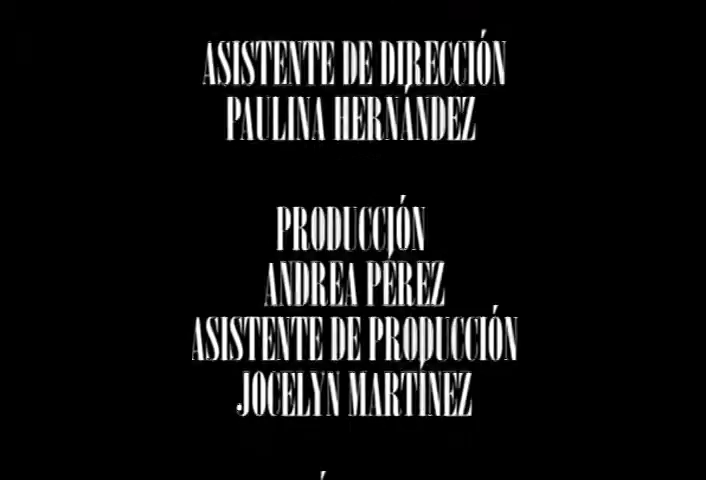 ASISTENTE DE DIRECCIÓN
PAULINA HERNÁNDEZ
PRODUCCIÓN
ANDREA PÉREZ
ASISTENTE DE PRODUCCIÓN
JOCELYN MARTÍNEZ